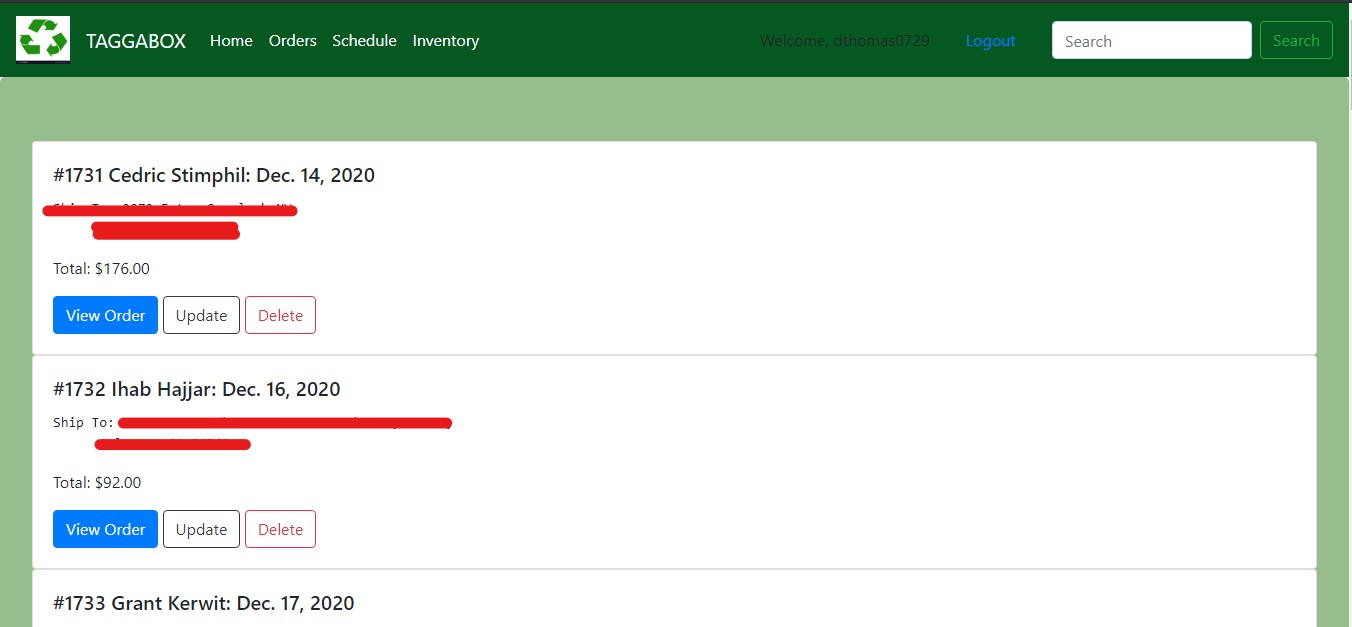 TAGGABOX Home Orders Schedule Inventory Welcome, dthomas0729 Logout Search Search
#1731 Cedric Stimphil: Dec. 14, 2020
Ship To:
Total: $176.00
View Order Update Delete
#1732 Ihab Hajjar: Dec. 16, 2020
Ship To:
Total: $92.00
View Order Update Delete
#1733 Grant Kerwit: Dec. 17, 2020